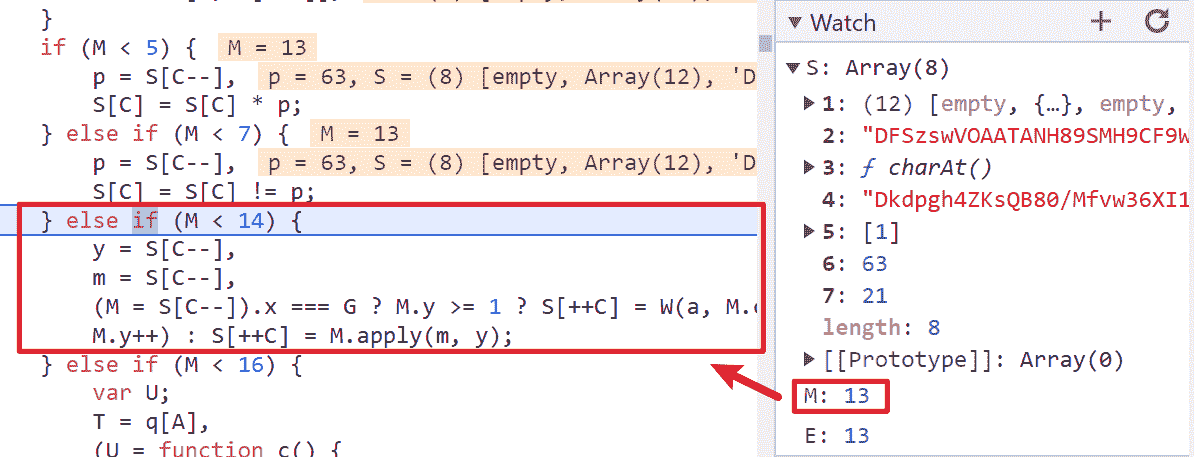 }
if (M < 5) { M = 13
p = S[C--], p = 63, S = (8) [empty, Array(12), 'D
S[C] = S[C] * p;
} else if (M < 7) { M = 13
p = S[C--], p = 63, S = (8) [empty, Array(12), 'D
S[C] = S[C] != p;
} else if (M < 14) {
y = S[C--],
m = S[C--],
(M = S[C--]).x === G ? M.y >= 1 ? S[++C] = W(a, M.
M.y++) : S[++C] = M.apply(m, y);
} else if (M < 16) {
var U;
T = q[A],
(U = function c() {
Watch
S: Array(8)
1: (12) [empty, {…}, empty,
2: "DFSzswVOAATANH89SMH9CF9W
3: ƒ charAt()
4: "Dkdpgh4ZKsQB80/Mfvw36XI1
5: [1]
6: 63
7: 21
length: 8
[[Prototype]]: Array(0)
M: 13
E: 13